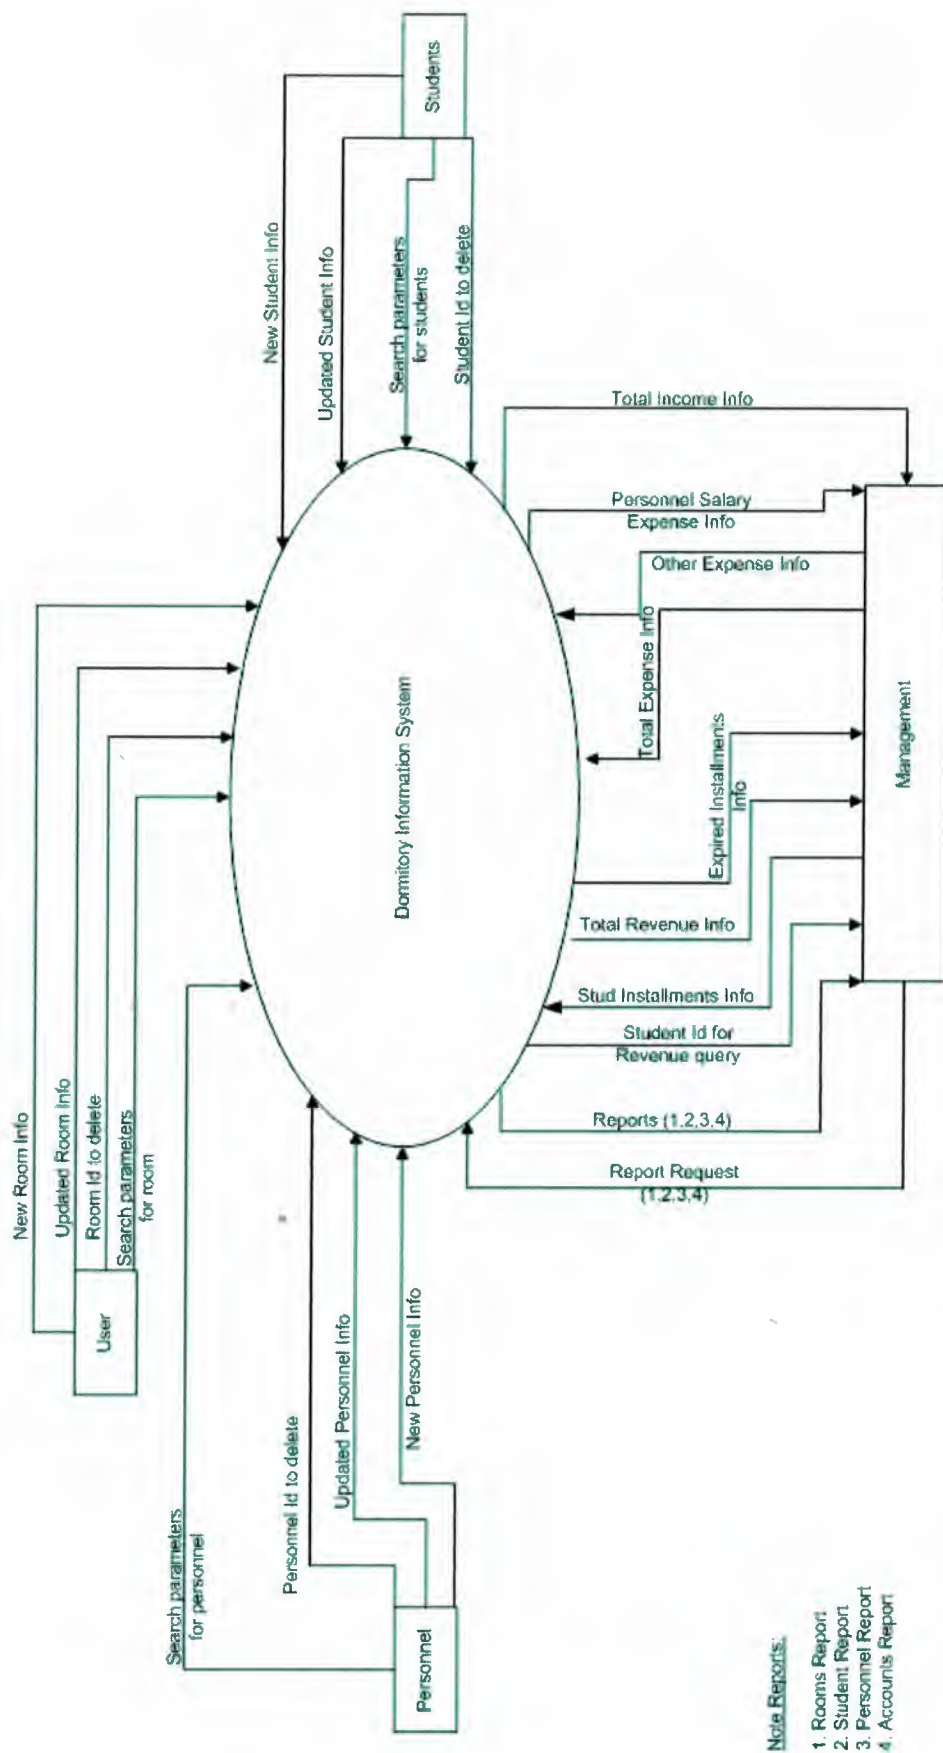 New Room Info
Updated Room Info
Room Id to delete
Search parameters
for room
User
Search parameters
for personnel
Personnel Id to delete
Updated Personnel Info
New Personnel Info
Personnel
New Student Info
Updated Student Info
Search parameters
for students
Student Id to delete
Students
Dormitory Information System
Total Income Info
Personnel Salary
Expense Info
Other Expense Info
Total Expense Info
Expired Installments
Info
Total Revenue Info
Stud Installments Info
Student Id for
Revenue query
Reports (1,2,3,4)
Report Request
(1,2,3,4)
Management
Note Reports:
1. Rooms Report
2. Student Report
3. Personnel Report
4. Accounts Report